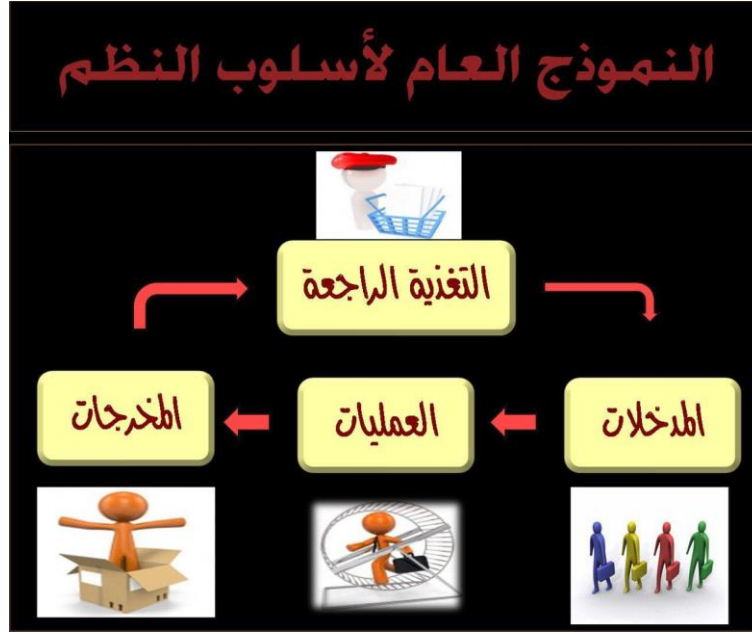 النموذج العام لأسلوب النظم
التغذية الراجعة
المدخلات
العمليات
المخرجات